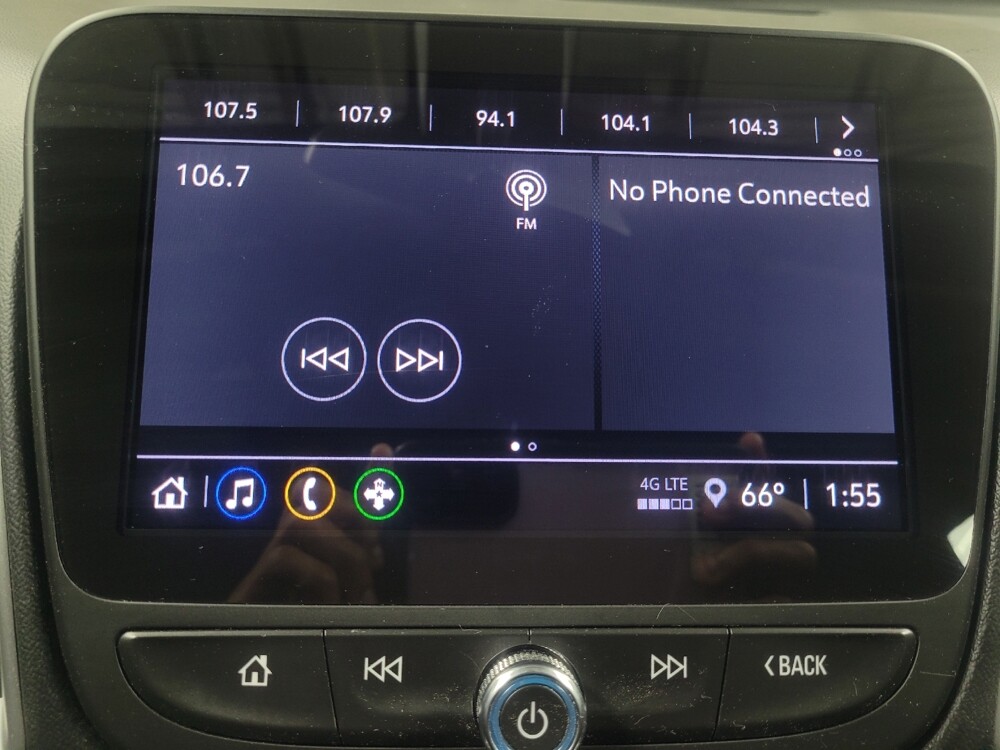 107.5 | 107.9 | 94.1 | 104.1 | 104.3 |
106.7
FM
No Phone Connected
N
4G LTE
66° | 1:55
BACK